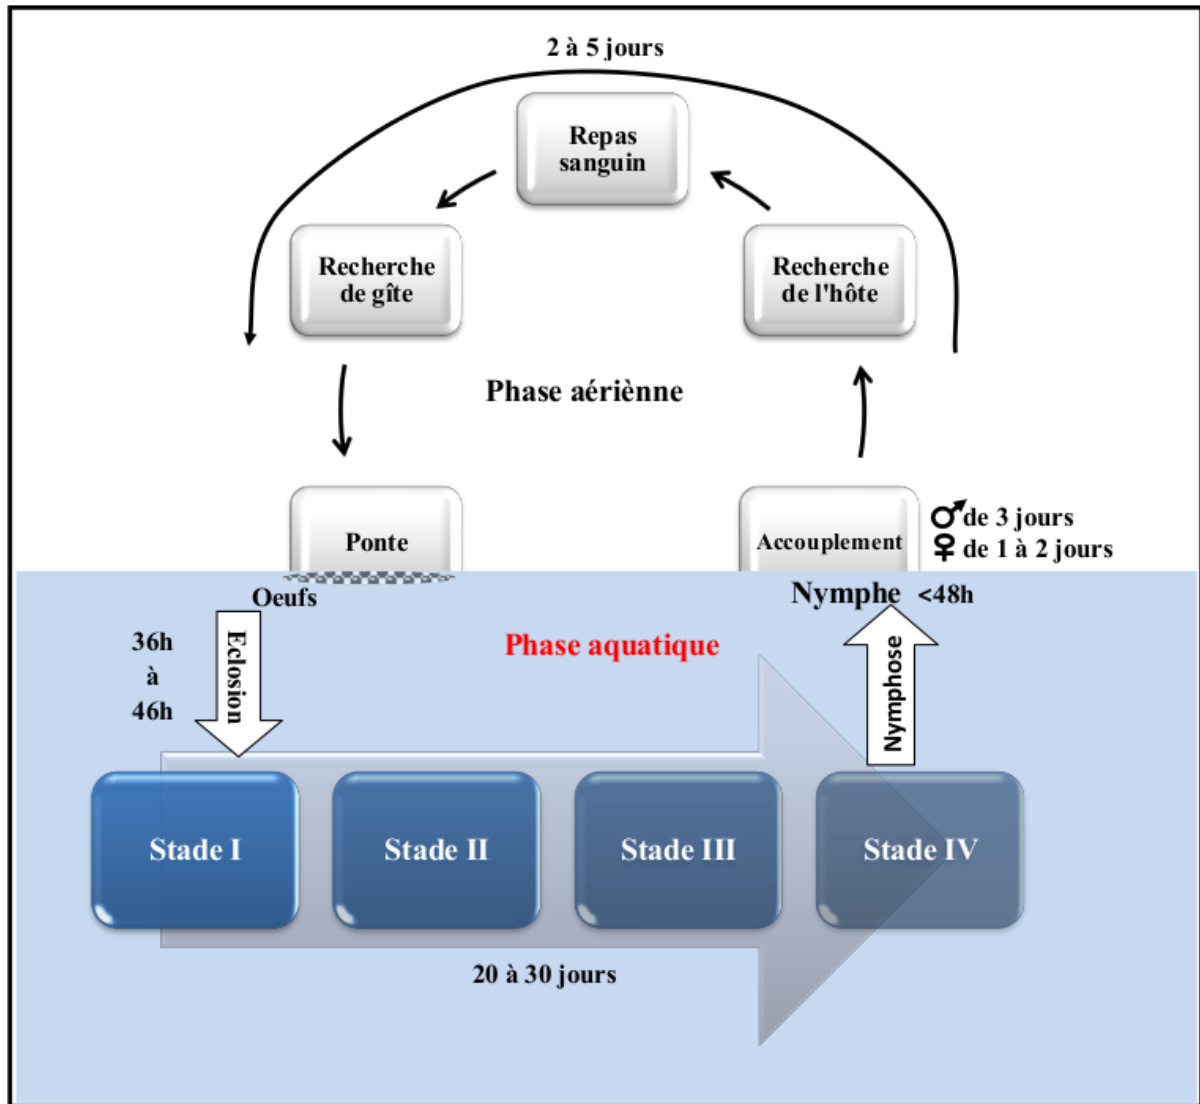 2 à 5 jours
Repas
sanguin
Recherche
de gîte
Recherche
de l'hôte
Phase aériènne
Ponte
Accouplement
♂ de 3 jours
♀ de 1 à 2 jours
Oeufs
Nymphe <48h
36h
à
46h
Eclosion
Phase aquatique
Nymphose
Stade I
Stade II
Stade III
Stade IV
20 à 30 jours